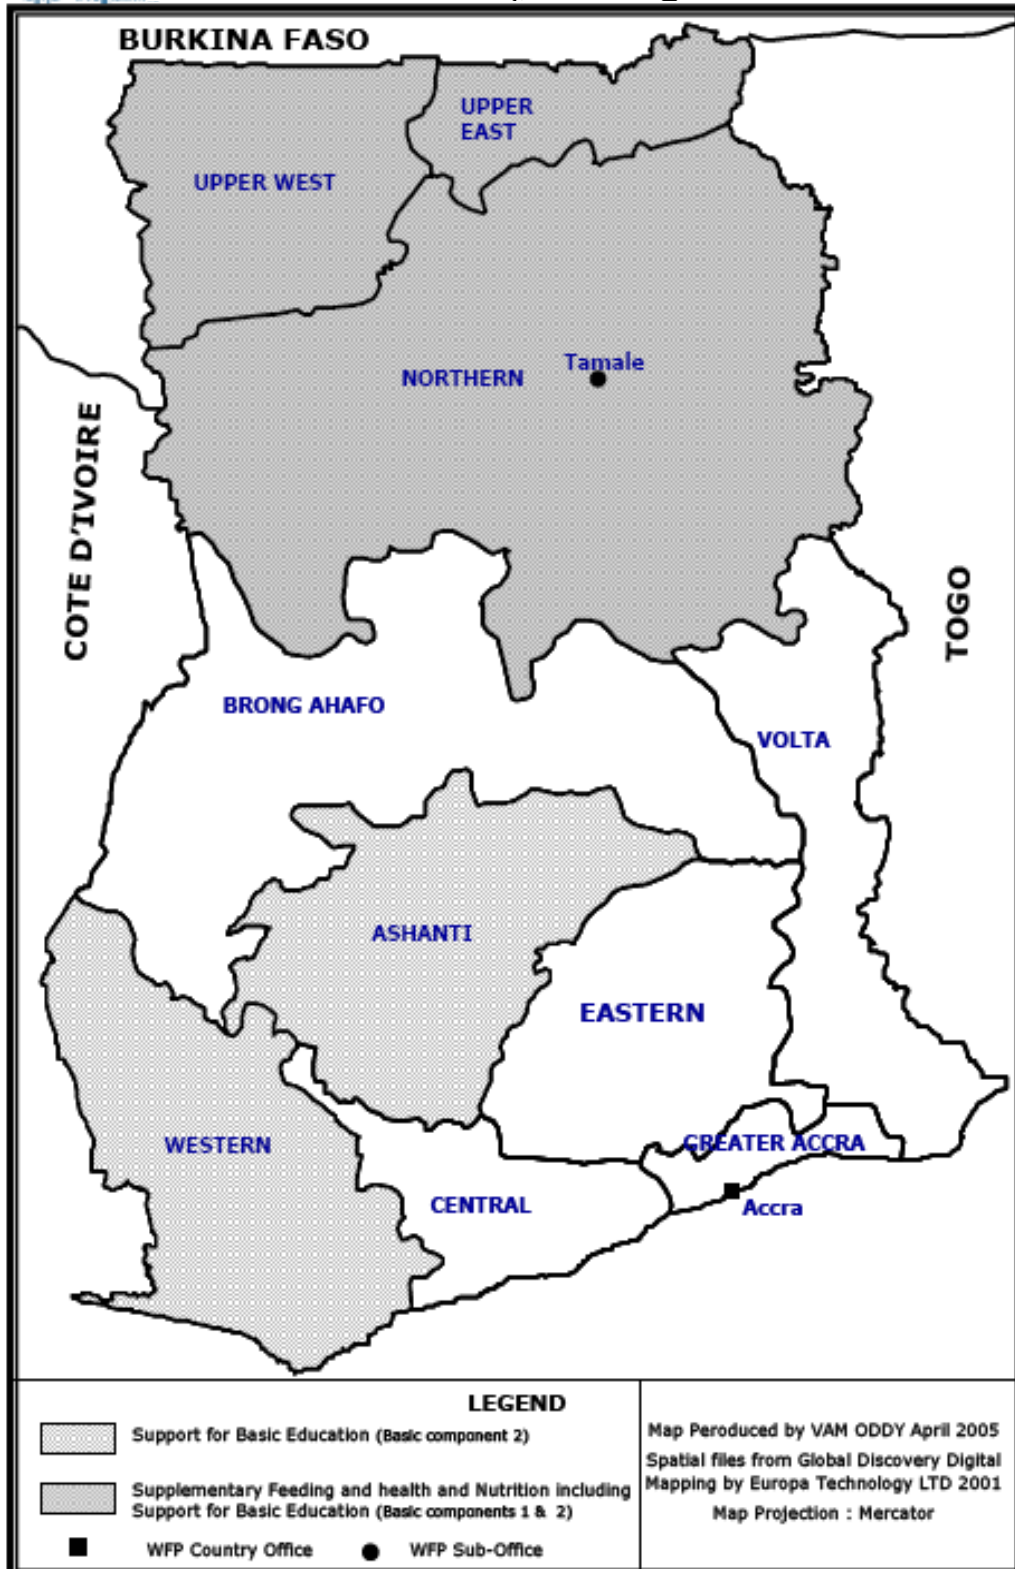 BURKINA FASO
UPPER
EAST
UPPER WEST
Tamale
NORTHERN
COTE D'IVOIRE
TOGO
BRONG AHAFO
VOLTA
ASHANTI
EASTERN
WESTERN
GREATER ACCRA
CENTRAL
Accra
LEGEND
Support for Basic Education (Basic component 2)
Supplementary Feeding and health and Nutrition including
Support for Basic Education (Basic components 1 & 2)
WFP Country Office
WFP Sub-Office
Map Peroduced by VAM ODDY April 2005
Spatial files from Global Discovery Digital
Mapping by Europa Technology LTD 2001
Map Projection : Mercator